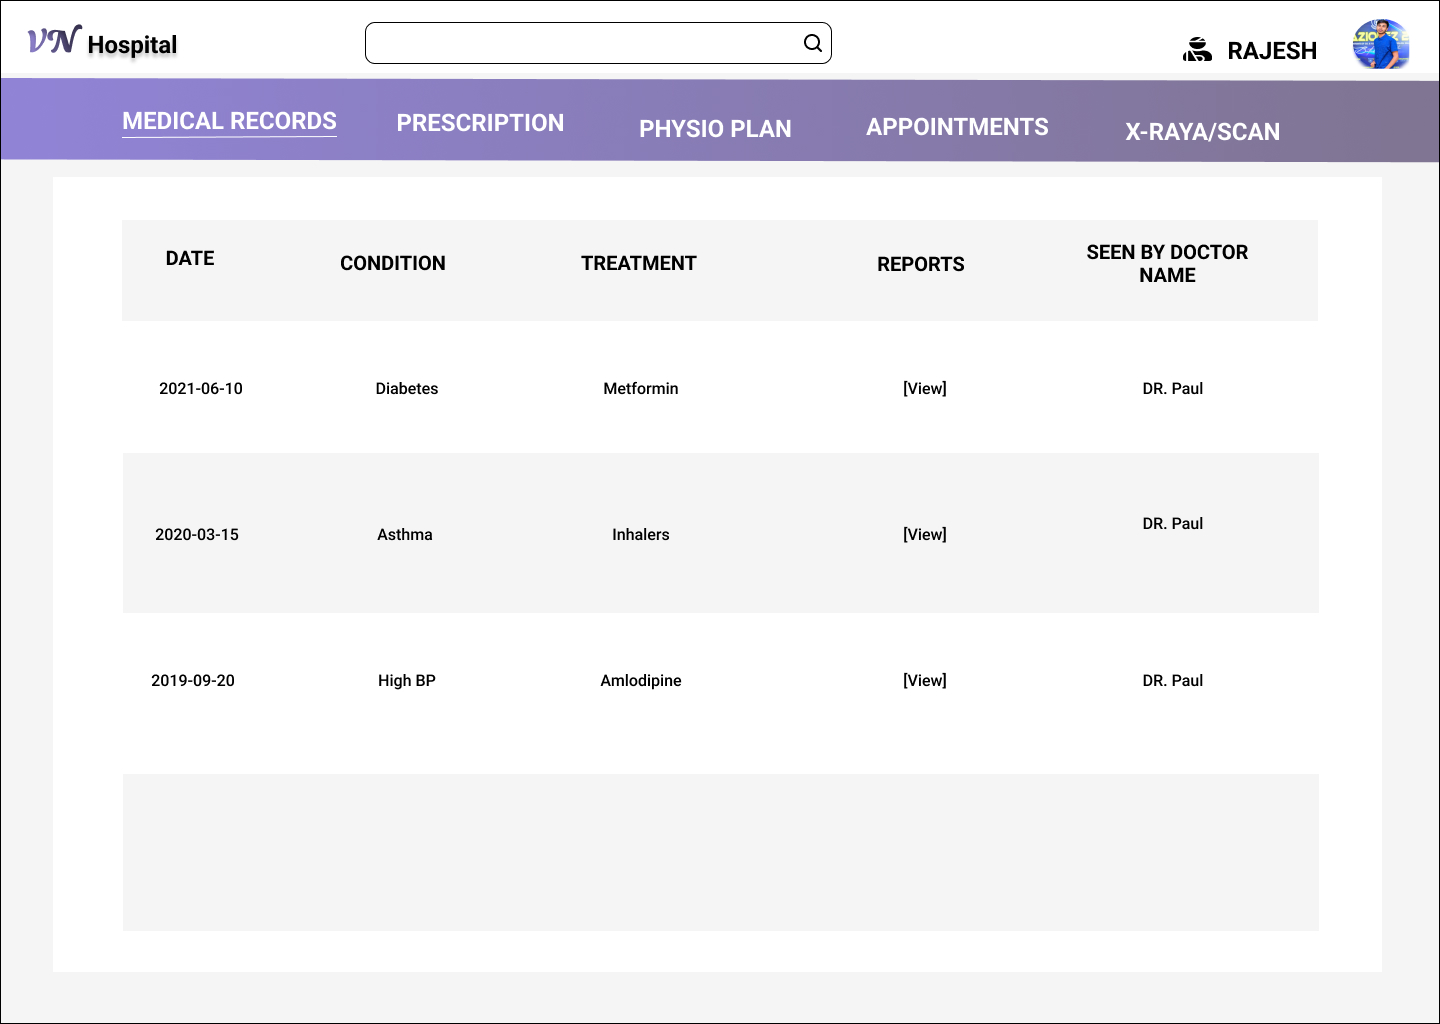 VN Hospital
RAJESH
MEDICAL RECORDS
PRESCRIPTION
PHYSIO PLAN
APPOINTMENTS
X-RAYA/SCAN
DATE
CONDITION
TREATMENT
REPORTS
SEEN BY DOCTOR
NAME
2021-06-10
Diabetes
Metformin
[View]
DR. Paul
2020-03-15
Asthma
Inhalers
[View]
DR. Paul
2019-09-20
High BP
Amlodipine
[View]
DR. Paul